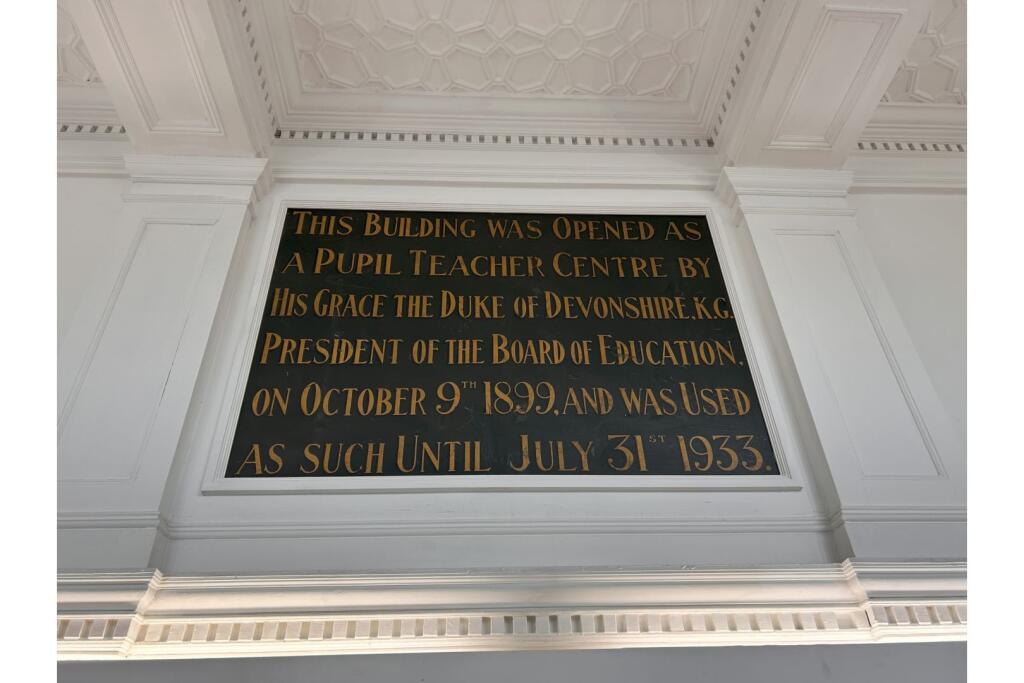 THIS BUILDING WAS OPENED AS
A PUPIL TEACHER CENTRE BY
HIS GRACE THE DUKE OF DEVONSHIRE, K.G.
PRESIDENT OF THE BOARD OF EDUCATION.
ON OCTOBER 9TH 1899, AND WAS USED
AS SUCH UNTIL JULY 31ST 1933.